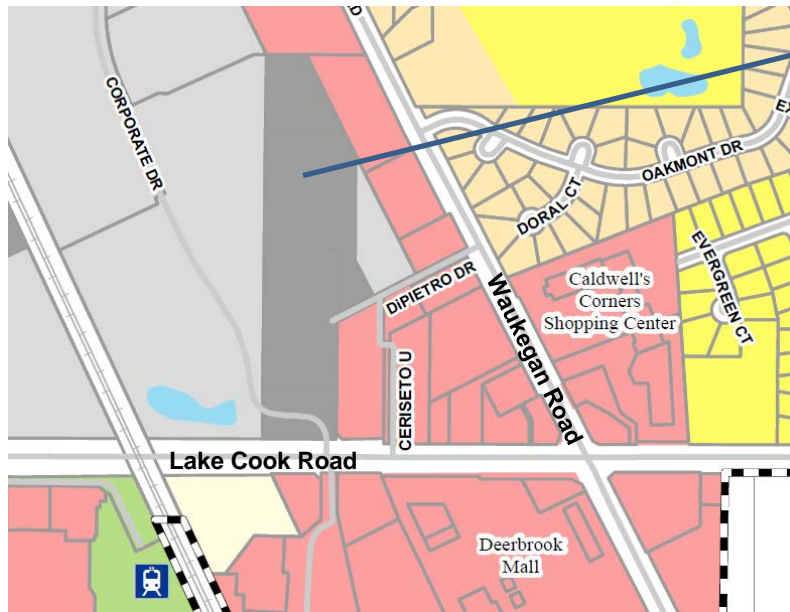 D
CORPORATE DR
EX
OAKMONT DR
DORAL CT
EVERGREEN CT
DiPIETRO DR
Waukegan Road
Caldwell's
Corners
Shopping Center
CERISETO U
Lake Cook Road
Deerbrook
Mall